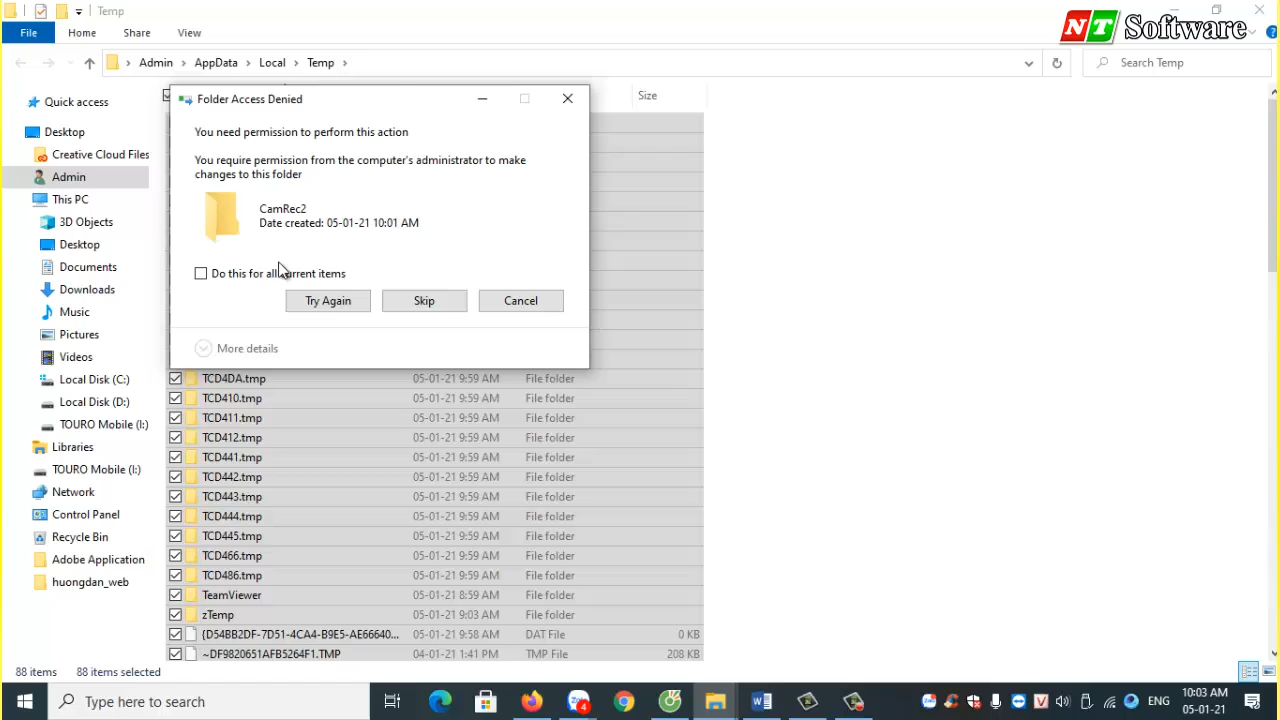 Temp
NT Software
File Home Share View
Admin AppData Local Temp
Search Temp
Quick access
Desktop
Creative Cloud Files
Admin
This PC
3D Objects
Desktop
Documents
Downloads
Music
Pictures
Videos
Local Disk (C:)
Local Disk (D:)
TOURO Mobile (I:)
Libraries
TOURO Mobile (I:)
Network
Control Panel
Recycle Bin
Adobe Application
huongdan_web
Size
Folder Access Denied
You need permission to perform this action
You require permission from the computer's administrator to make
changes to this folder
CamRec2
Date created: 05-01-21 10:01 AM
Do this for all current items
Try Again Skip Cancel
More details
TCD4DA.tmp 05-01-21 9:59 AM File folder
TCD410.tmp 05-01-21 9:59 AM File folder
TCD411.tmp 05-01-21 9:59 AM File folder
TCD412.tmp 05-01-21 9:59 AM File folder
TCD441.tmp 05-01-21 9:59 AM File folder
TCD442.tmp 05-01-21 9:59 AM File folder
TCD443.tmp 05-01-21 9:59 AM File folder
TCD444.tmp 05-01-21 9:59 AM File folder
TCD445.tmp 05-01-21 9:59 AM File folder
TCD466.tmp 05-01-21 9:59 AM File folder
TCD486.tmp 05-01-21 9:59 AM File folder
TeamViewer 05-01-21 8:59 AM File folder
zTemp 05-01-21 9:03 AM File folder
{D54BB2DF-7D51-4CA4-B9E5-AE66640... 05-01-21 9:58 AM DAT File 0 KB
~DF9820651AFB5264F1.TMP 04-01-21 1:41 PM TMP File 208 KB
88 items 88 items selected
Type here to search
4
ENG
10:03 AM
05-01-21